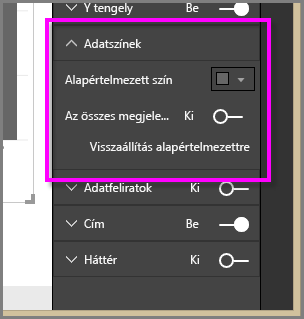 Y tengely Be
Adatszínek
Alapértelmezett szín
Az összes megjele... Ki
Visszaállítás alapértelmezettre
Adatfeliratok Ki
Cím Be
Háttér Ki